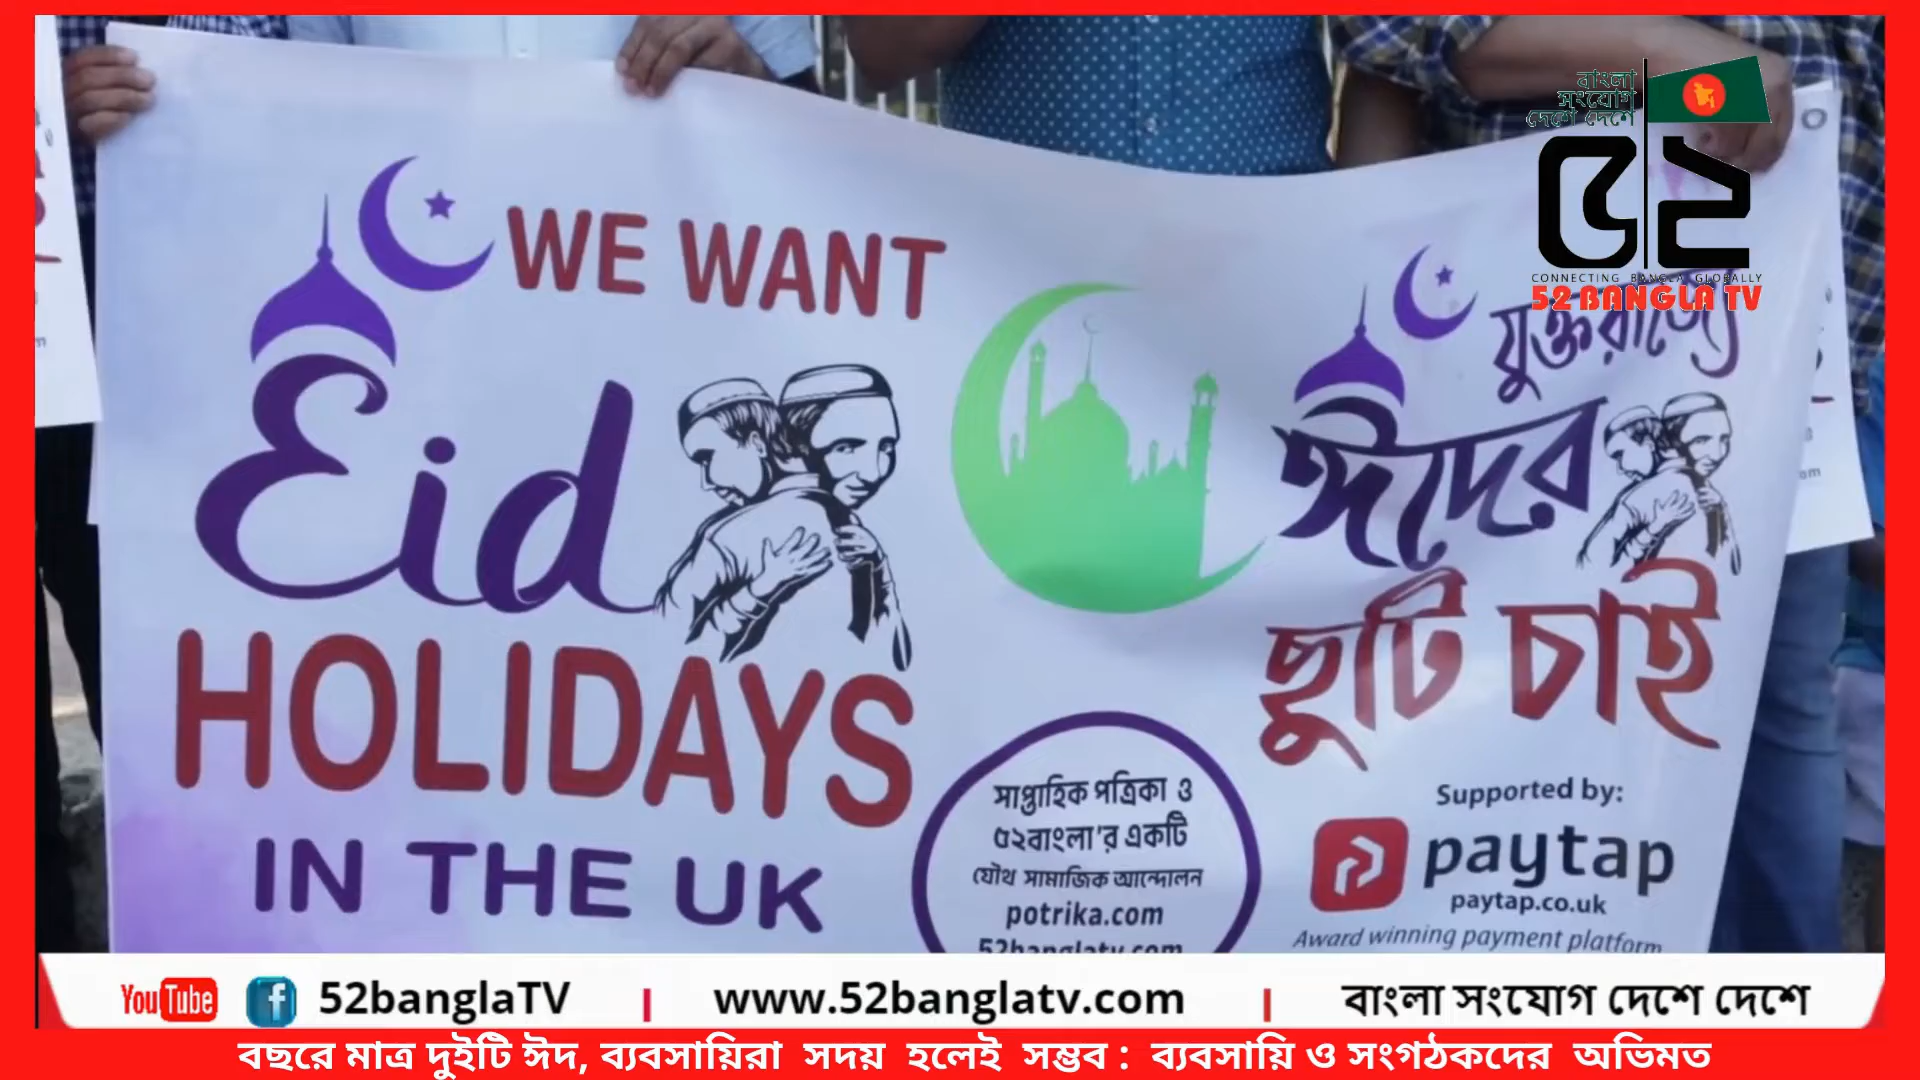 বাংলা
সংযোগ
দেশে দেশে
৫২
CONNECTING BANGLA GLOBALLY
52 BANGLA TV
WE WANT
Eid
HOLIDAYS
IN THE UK
যুক্তরাজ্যে
ঈদের
ছুটি চাই
সাপ্তাহিক পত্রিকা ও
৫২বাংলা'র একটি
যৌথ সামাজিক আন্দোলন
potrika.com
52banglatv.com
Supported by:
paytap
paytap.co.uk
Award winning payment platform
YouTube 52banglaTV | www.52banglatv.com | বাংলা সংযোগ দেশে দেশে
বছরে মাত্র দুইটি ঈদ, ব্যবসায়িরা সদয় হলেই সম্ভব : ব্যবসায়ি ও সংগঠকদের অভিমত